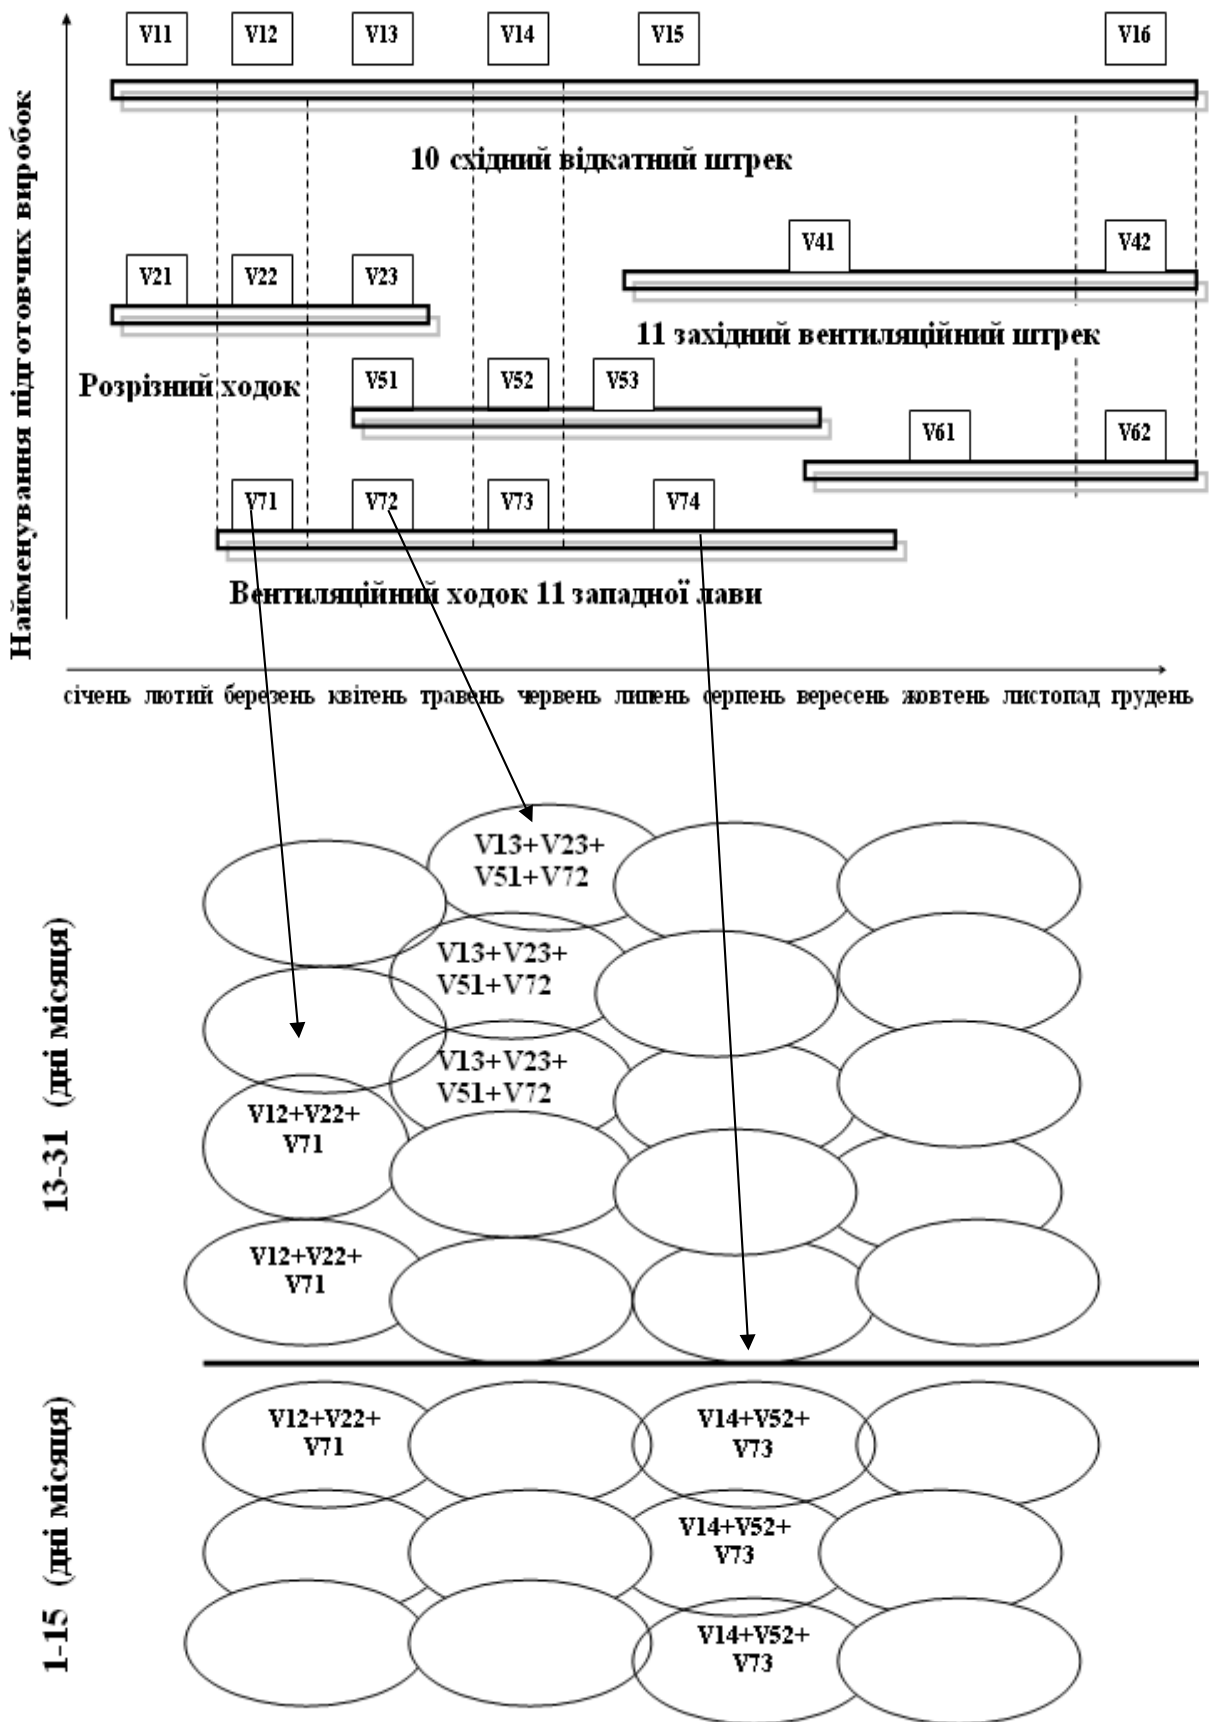 Найменування підготовчих виробок
V11 V12 V13 V14 V15 V16
10 східний відкатний штрек
V41 V42
V21 V22 V23
11 західний вентиляційний штрек
Розрізний ходок
V51 V52 V53
V61 V62
V71 V72 V73 V74
Вентиляційний ходок 11 западної лави
січень лютий березень квітень травень червень липень серпень вересень жовтень листопад грудень
13-31 (дні місяця)
V13+V23+
V51+V72
V13+V23+
V51+V72
V13+V23+
V51+V72
V12+V22+
V71
V12+V22+
V71
1-15 (дні місяця)
V12+V22+
V71
V14+V52+
V73
V14+V52+
V73
V14+V52+
V73